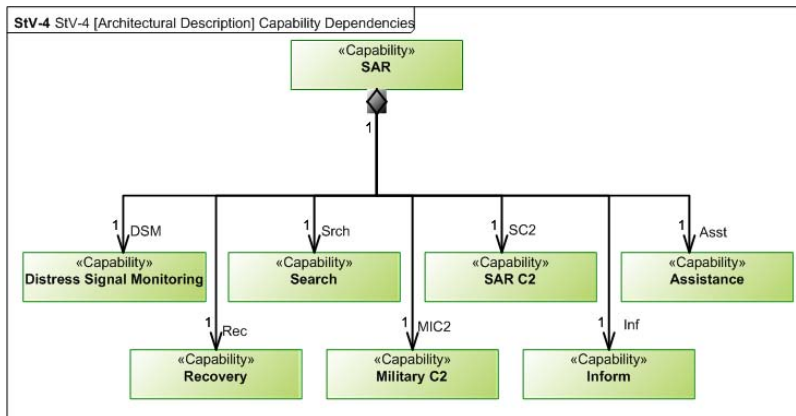 StV-4 StV-4 [Architectural Description] Capability Dependencies
«Capability»
SAR
1
1 DSM
1 Srch
1 SC2
1 Asst
«Capability»
Distress Signal Monitoring
«Capability»
Search
«Capability»
SAR C2
«Capability»
Assistance
1 Rec
1 MIC2
1 Inf
«Capability»
Recovery
«Capability»
Military C2
«Capability»
Inform